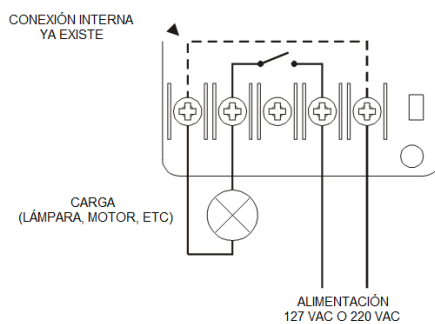 CONEXIÓN INTERNA
YA EXISTE
CARGA
(LÁMPARA, MOTOR, ETC)
ALIMENTACIÓN
127 VAC O 220 VAC